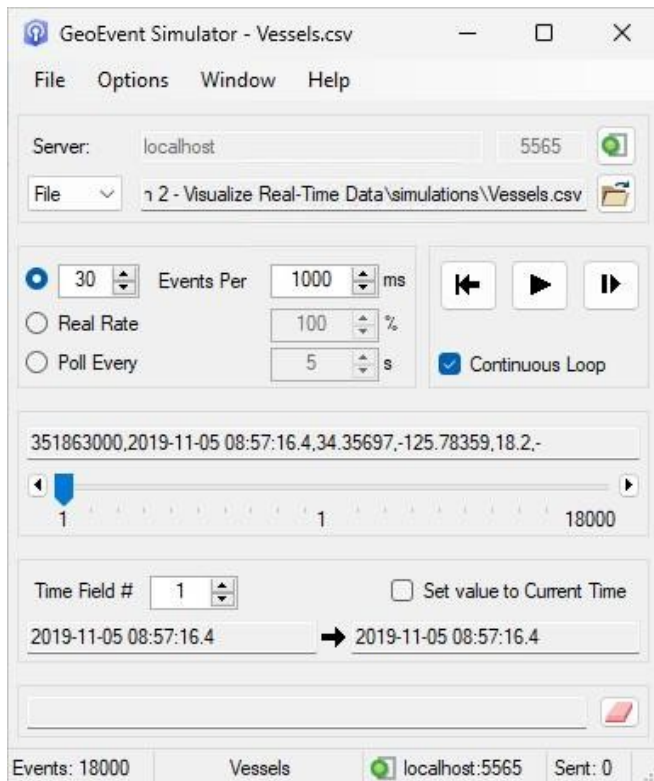 GeoEvent Simulator - Vessels.csv
File Options Window Help
Server: localhost 5565
File 2 - Visualize Real-Time Data\simulations\Vessels.csv
30 Events Per 1000 ms
Real Rate 100 %
Poll Every 5 s
Continuous Loop
351863000,2019-11-05 08:57:16.4,34.35697,-125.78359,18.2,-
1 1 18000
Time Field # 1 Set value to Current Time
2019-11-05 08:57:16.4 2019-11-05 08:57:16.4
Events: 18000 Vessels localhost:5565 Sent: 0